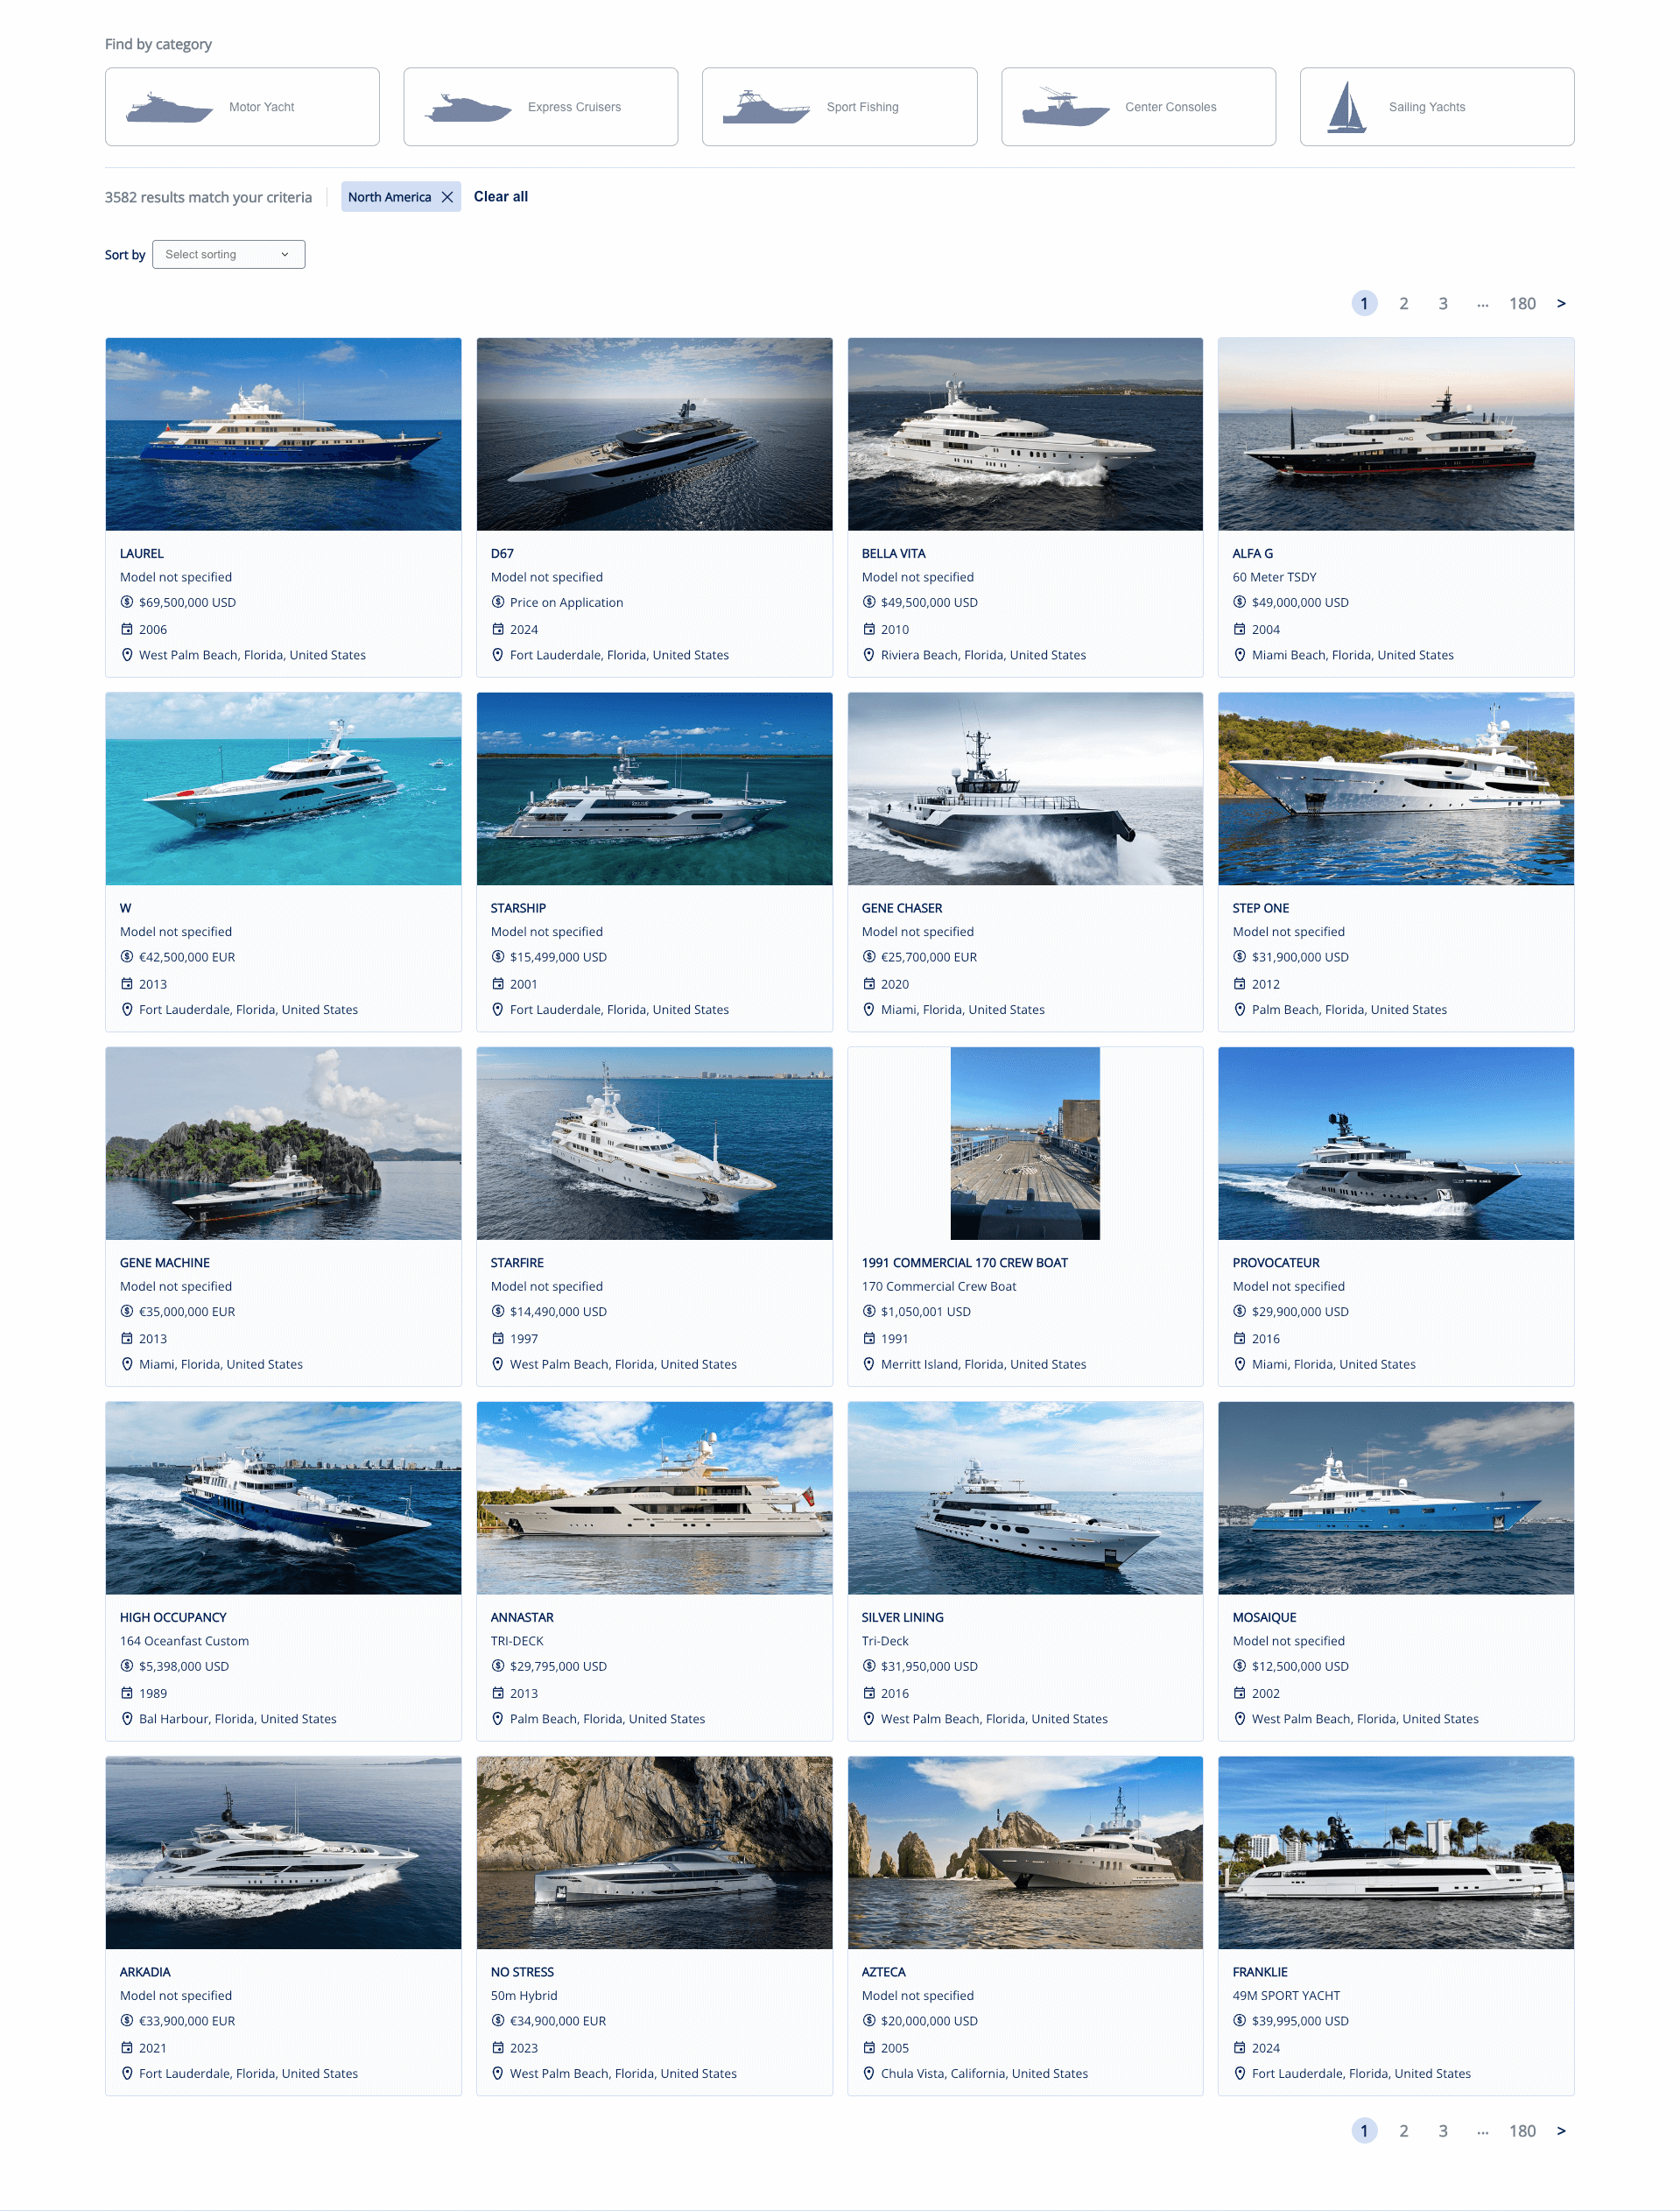 Find by category
Motor Yacht
Express Cruisers
Sport Fishing
Center Consoles
Sailing Yachts
3582 results match your criteria
North America
Clear all
Sort by
Select sorting
1 2 3 ... 180 >
LAUREL
Model not specified
$69,500,000 USD
2006
West Palm Beach, Florida, United States
D67
Model not specified
Price on Application
2024
Fort Lauderdale, Florida, United States
BELLA VITA
Model not specified
$49,500,000 USD
2010
Riviera Beach, Florida, United States
ALFA G
60 Meter TSDY
$49,000,000 USD
2004
Miami Beach, Florida, United States
W
Model not specified
€42,500,000 EUR
2013
Fort Lauderdale, Florida, United States
STARSHIP
Model not specified
$15,499,000 USD
2001
Fort Lauderdale, Florida, United States
GENE CHASER
Model not specified
€25,700,000 EUR
2020
Miami, Florida, United States
STEP ONE
Model not specified
$31,900,000 USD
2012
Palm Beach, Florida, United States
GENE MACHINE
Model not specified
€35,000,000 EUR
2013
Miami, Florida, United States
STARFIRE
Model not specified
$14,490,000 USD
1997
West Palm Beach, Florida, United States
1991 COMMERCIAL 170 CREW BOAT
170 Commercial Crew Boat
$1,050,001 USD
1991
Merritt Island, Florida, United States
PROVOCATEUR
Model not specified
$29,900,000 USD
2016
Miami, Florida, United States
HIGH OCCUPANCY
164 Oceanfast Custom
$5,398,000 USD
1989
Bal Harbour, Florida, United States
ANNASTAR
TRI-DECK
$29,795,000 USD
2013
Palm Beach, Florida, United States
SILVER LINING
Tri-Deck
$31,950,000 USD
2016
West Palm Beach, Florida, United States
MOSAIQUE
Model not specified
$12,500,000 USD
2002
West Palm Beach, Florida, United States
ARKADIA
Model not specified
€33,900,000 EUR
2021
Fort Lauderdale, Florida, United States
NO STRESS
50m Hybrid
€34,900,000 EUR
2023
West Palm Beach, Florida, United States
AZTECA
Model not specified
$20,000,000 USD
2005
Chula Vista, California, United States
FRANKLIE
49M SPORT YACHT
$39,995,000 USD
2024
Fort Lauderdale, Florida, United States
1 2 3 ... 180 >